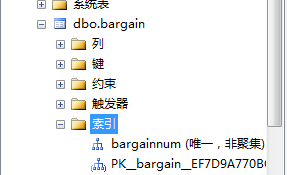 系统表
dbo.bargain
列
键
约束
触发器
索引
bargainnum (唯一，非聚集)
PK__bargain__EF7D9A770B